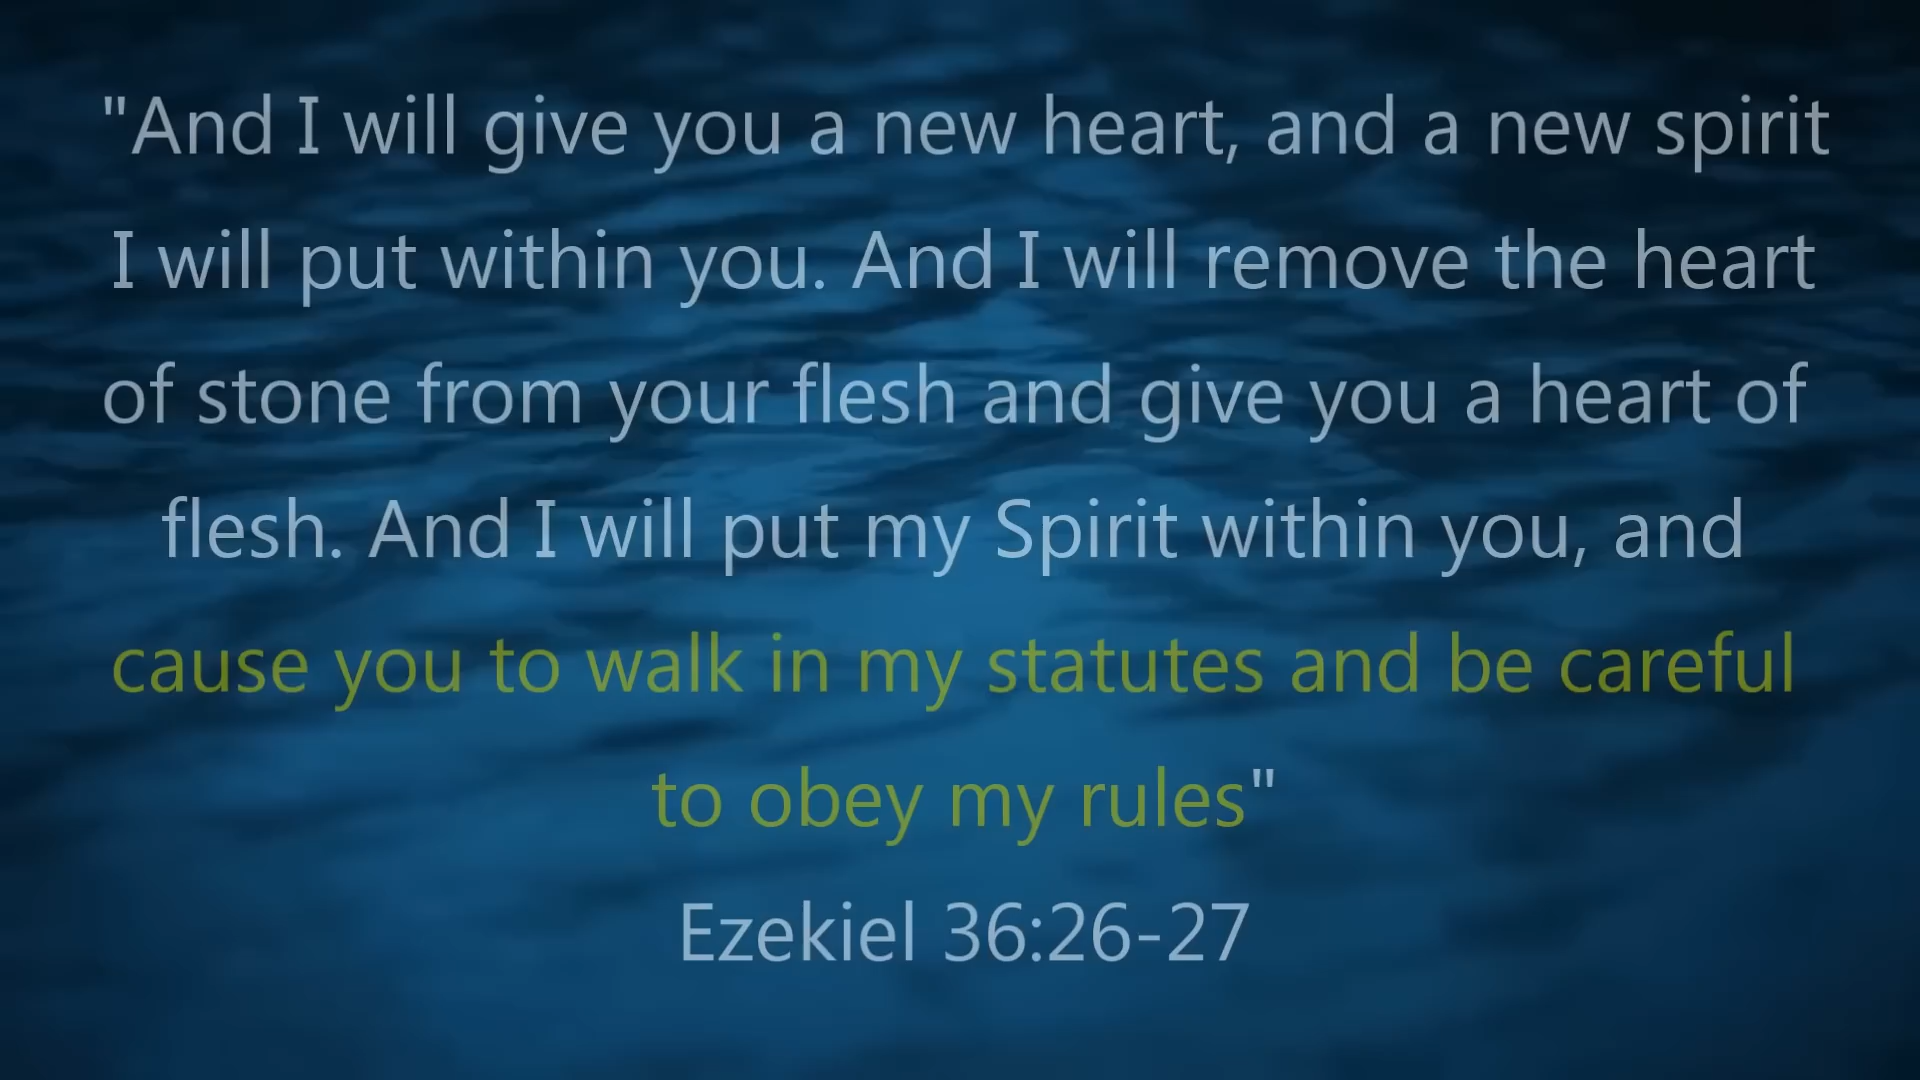 "And I will give you a new heart, and a new spirit
I will put within you. And I will remove the heart
of stone from your flesh and give you a heart of
flesh. And I will put my Spirit within you, and
cause you to walk in my statutes and be careful
to obey my rules"
Ezekiel 36:26-27